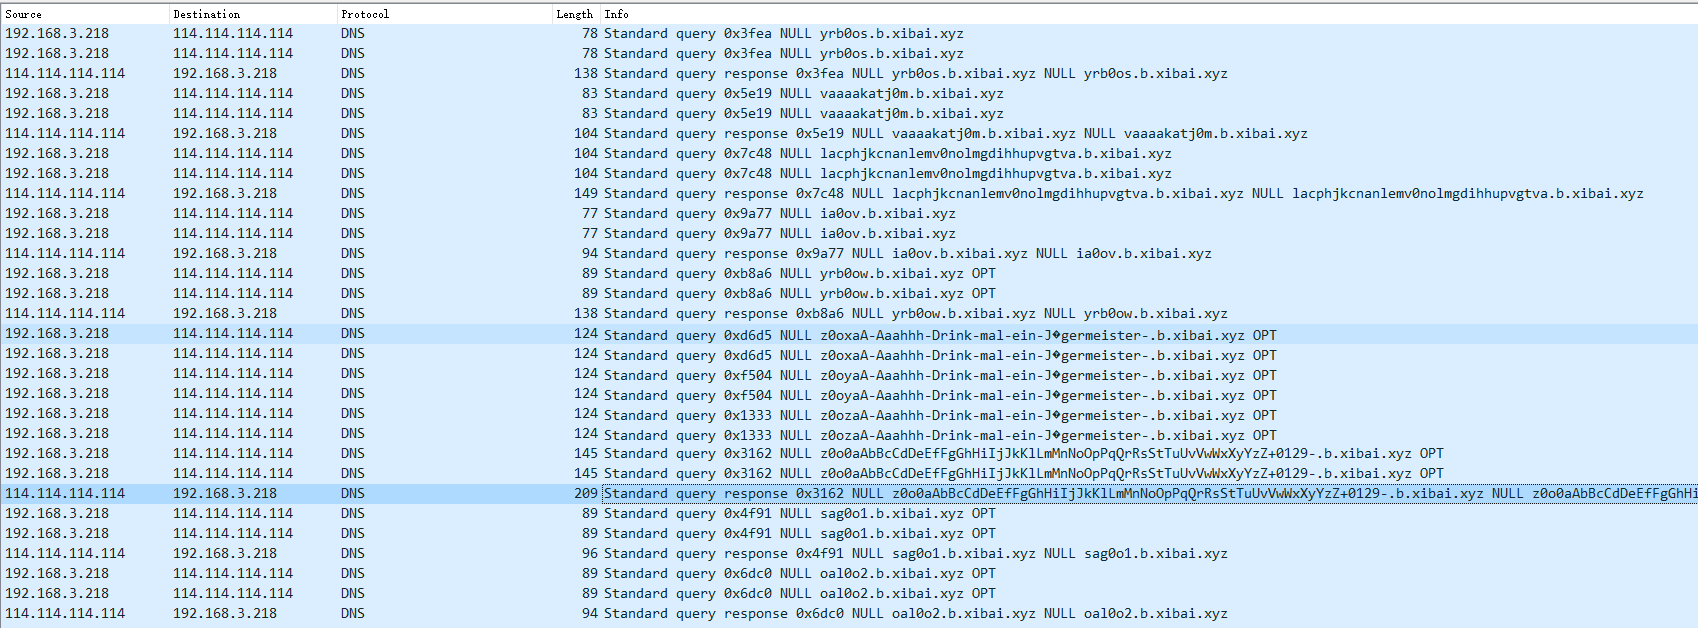 Source Destination Protocol Length Info
192.168.3.218 114.114.114.114 DNS 78 Standard query 0x3fea NULL yrb0os.b.xibai.xyz
192.168.3.218 114.114.114.114 DNS 78 Standard query 0x3fea NULL yrb0os.b.xibai.xyz
114.114.114.114 192.168.3.218 DNS 138 Standard query response 0x3fea NULL yrb0os.b.xibai.xyz NULL yrb0os.b.xibai.xyz
192.168.3.218 114.114.114.114 DNS 83 Standard query 0x5e19 NULL vaaaakatj0m.b.xibai.xyz
192.168.3.218 114.114.114.114 DNS 83 Standard query 0x5e19 NULL vaaaakatj0m.b.xibai.xyz
114.114.114.114 192.168.3.218 DNS 104 Standard query response 0x5e19 NULL vaaaakatj0m.b.xibai.xyz NULL vaaaakatj0m.b.xibai.xyz
192.168.3.218 114.114.114.114 DNS 104 Standard query 0x7c48 NULL lacphjkcnanlemv0nolmgdihhupvgtva.b.xibai.xyz
192.168.3.218 114.114.114.114 DNS 104 Standard query 0x7c48 NULL lacphjkcnanlemv0nolmgdihhupvgtva.b.xibai.xyz
114.114.114.114 192.168.3.218 DNS 149 Standard query response 0x7c48 NULL lacphjkcnanlemv0nolmgdihhupvgtva.b.xibai.xyz NULL lacphjkcnanlemv0nolmgdihhupvgtva.b.xibai.xyz
192.168.3.218 114.114.114.114 DNS 77 Standard query 0x9a77 NULL ia0ov.b.xibai.xyz
192.168.3.218 114.114.114.114 DNS 77 Standard query 0x9a77 NULL ia0ov.b.xibai.xyz
114.114.114.114 192.168.3.218 DNS 94 Standard query response 0x9a77 NULL ia0ov.b.xibai.xyz NULL ia0ov.b.xibai.xyz
192.168.3.218 114.114.114.114 DNS 89 Standard query 0xb8a6 NULL yrb0ow.b.xibai.xyz OPT
192.168.3.218 114.114.114.114 DNS 89 Standard query 0xb8a6 NULL yrb0ow.b.xibai.xyz OPT
114.114.114.114 192.168.3.218 DNS 138 Standard query response 0xb8a6 NULL yrb0ow.b.xibai.xyz NULL yrb0ow.b.xibai.xyz
192.168.3.218 114.114.114.114 DNS 124 Standard query 0xd6d5 NULL z0oxaA-Aaahhh-Drink-mal-ein-J�germeister-.b.xibai.xyz OPT
192.168.3.218 114.114.114.114 DNS 124 Standard query 0xd6d5 NULL z0oxaA-Aaahhh-Drink-mal-ein-J�germeister-.b.xibai.xyz OPT
192.168.3.218 114.114.114.114 DNS 124 Standard query 0xf504 NULL z0oyaA-Aaahhh-Drink-mal-ein-J�germeister-.b.xibai.xyz OPT
192.168.3.218 114.114.114.114 DNS 124 Standard query 0xf504 NULL z0oyaA-Aaahhh-Drink-mal-ein-J�germeister-.b.xibai.xyz OPT
192.168.3.218 114.114.114.114 DNS 124 Standard query 0x1333 NULL z0ozaA-Aaahhh-Drink-mal-ein-J�germeister-.b.xibai.xyz OPT
192.168.3.218 114.114.114.114 DNS 124 Standard query 0x1333 NULL z0ozaA-Aaahhh-Drink-mal-ein-J�germeister-.b.xibai.xyz OPT
192.168.3.218 114.114.114.114 DNS 145 Standard query 0x3162 NULL z0o0aAbBcCdDeEfFgGhHiIjJkKlLmMnNoOpPqQrRsStTuUvVwWxXyYzZ+0129-.b.xibai.xyz OPT
192.168.3.218 114.114.114.114 DNS 145 Standard query 0x3162 NULL z0o0aAbBcCdDeEfFgGhHiIjJkKlLmMnNoOpPqQrRsStTuUvVwWxXyYzZ+0129-.b.xibai.xyz OPT
114.114.114.114 192.168.3.218 DNS 209 Standard query response 0x3162 NULL z0o0aAbBcCdDeEfFgGhHiIjJkKlLmMnNoOpPqQrRsStTuUvVwWxXyYzZ+0129-.b.xibai.xyz NULL z0o0aAbBcCdDeEfFgGhHi
192.168.3.218 114.114.114.114 DNS 89 Standard query 0x4f91 NULL sag0o1.b.xibai.xyz OPT
192.168.3.218 114.114.114.114 DNS 89 Standard query 0x4f91 NULL sag0o1.b.xibai.xyz OPT
114.114.114.114 192.168.3.218 DNS 96 Standard query response 0x4f91 NULL sag0o1.b.xibai.xyz NULL sag0o1.b.xibai.xyz
192.168.3.218 114.114.114.114 DNS 89 Standard query 0x6dc0 NULL oal0o2.b.xibai.xyz OPT
192.168.3.218 114.114.114.114 DNS 89 Standard query 0x6dc0 NULL oal0o2.b.xibai.xyz OPT
114.114.114.114 192.168.3.218 DNS 94 Standard query response 0x6dc0 NULL oal0o2.b.xibai.xyz NULL oal0o2.b.xibai.xyz